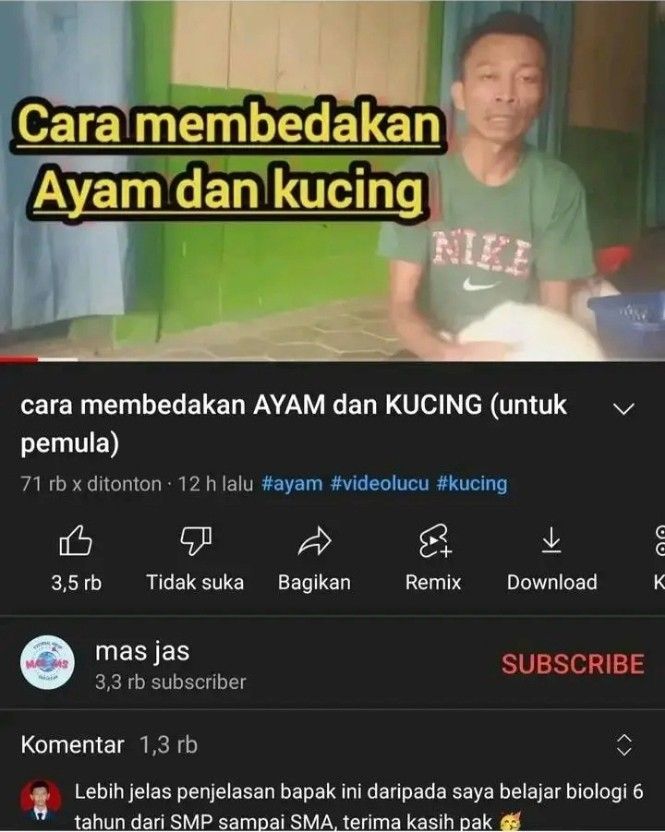 Cara membedakan
Ayam dan kucing
NIKE
cara membedakan AYAM dan KUCING (untuk
pemula)
71 rb x ditonton · 12 h lalu #ayam #videolucu #kucing
3,5 rb Tidak suka Bagikan Remix Download K
mas jas
3,3 rb subscriber
SUBSCRIBE
Komentar 1,3 rb
Lebih jelas penjelasan bapak ini daripada saya belajar biologi 6
tahun dari SMP sampai SMA, terima kasih pak 🥳